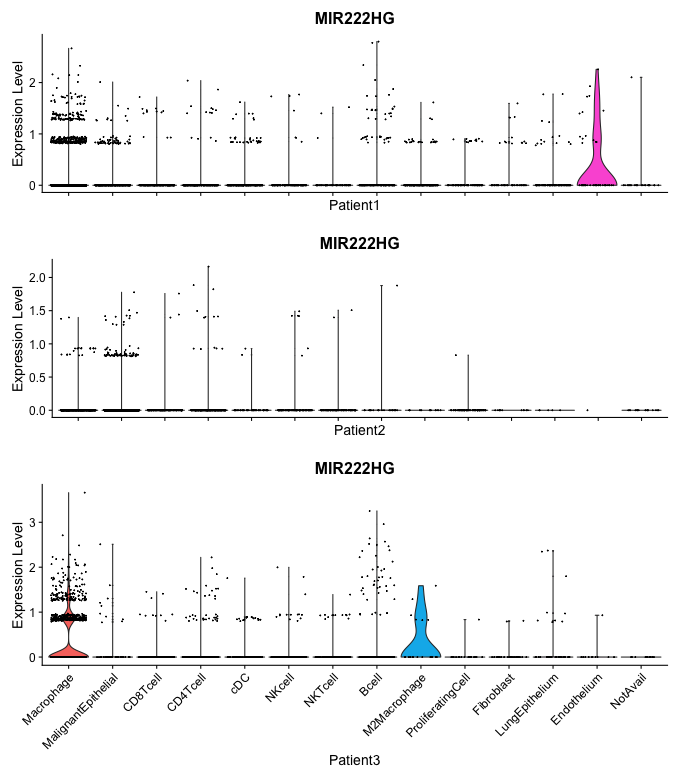 MIR222HG
Expression Level
2
1
0
Patient1
MIR222HG
Expression Level
2.0
1.5
1.0
0.5
0.0
Patient2
MIR222HG
Expression Level
3
2
1
0
Macrophage
MalignantEpithelial
CD8Tcell
CD4Tcell
cDC
NKcell
NKTcell
Bcell
M2Macrophage
ProliferatingCell
Fibroblast
LungEpithelium
Endothelium
NotAvail
Patient3